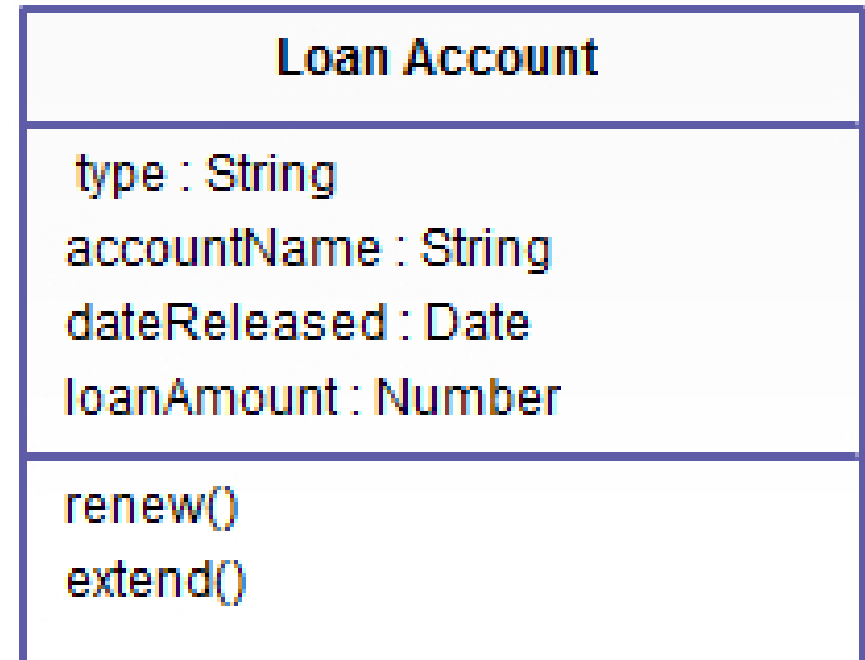 Loan Account
type : String
accountName : String
dateReleased : Date
loanAmount : Number
renew()
extend()